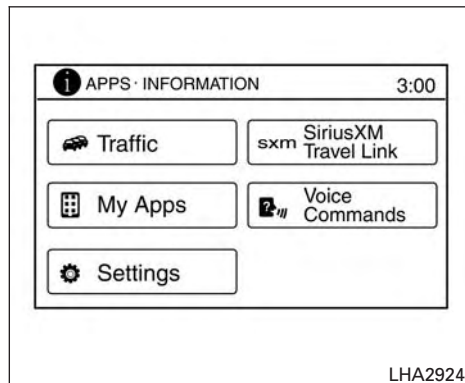 i APPS · INFORMATION 3:00
Traffic
sxm SiriusXM
Travel Link
My Apps
? Voice
Commands
Settings
LHA2924